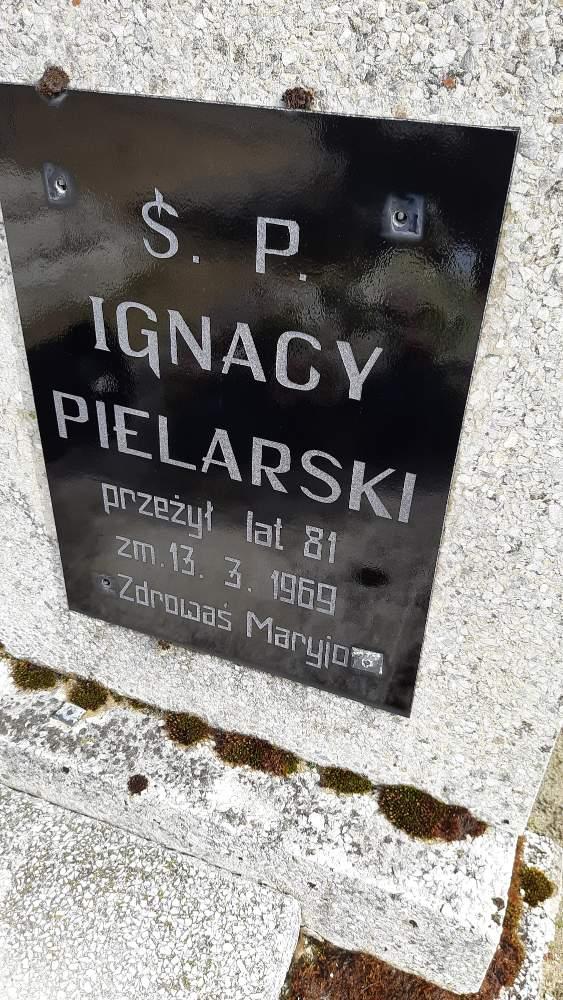 Ś. P.
IGNACY
PIELARSKI
przeżył lat 81
zm. 13. 3. 1969
Zdrowaś Maryjo